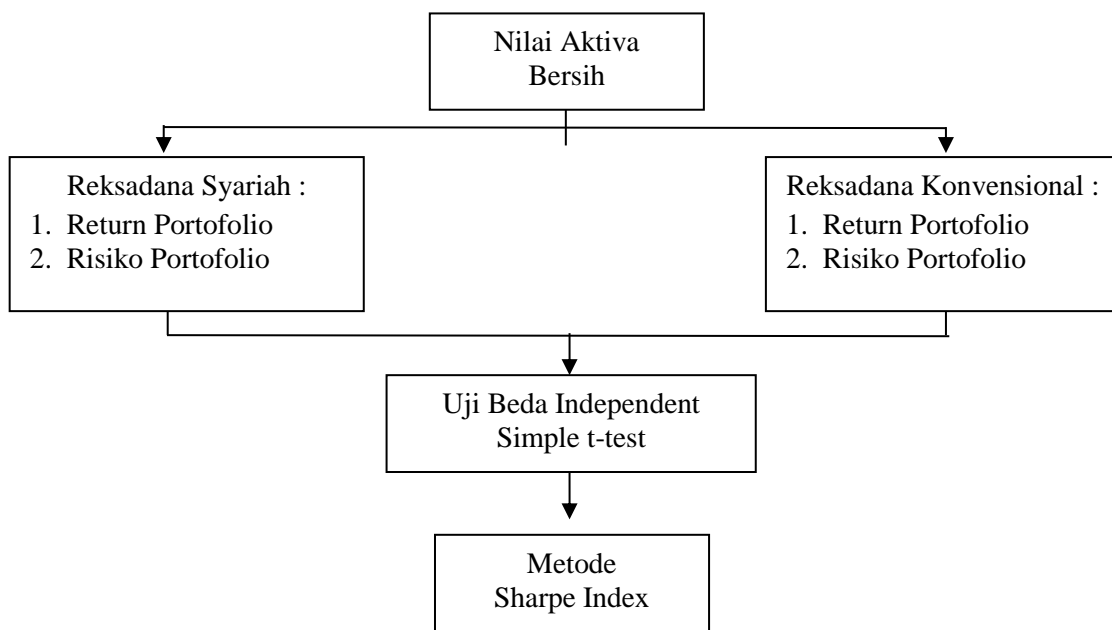 Nilai Aktiva
Bersih
Reksadana Syariah :
1. Return Portofolio
2. Risiko Portofolio
Reksadana Konvensional :
1. Return Portofolio
2. Risiko Portofolio
Uji Beda Independent
Simple t-test
Metode
Sharpe Index